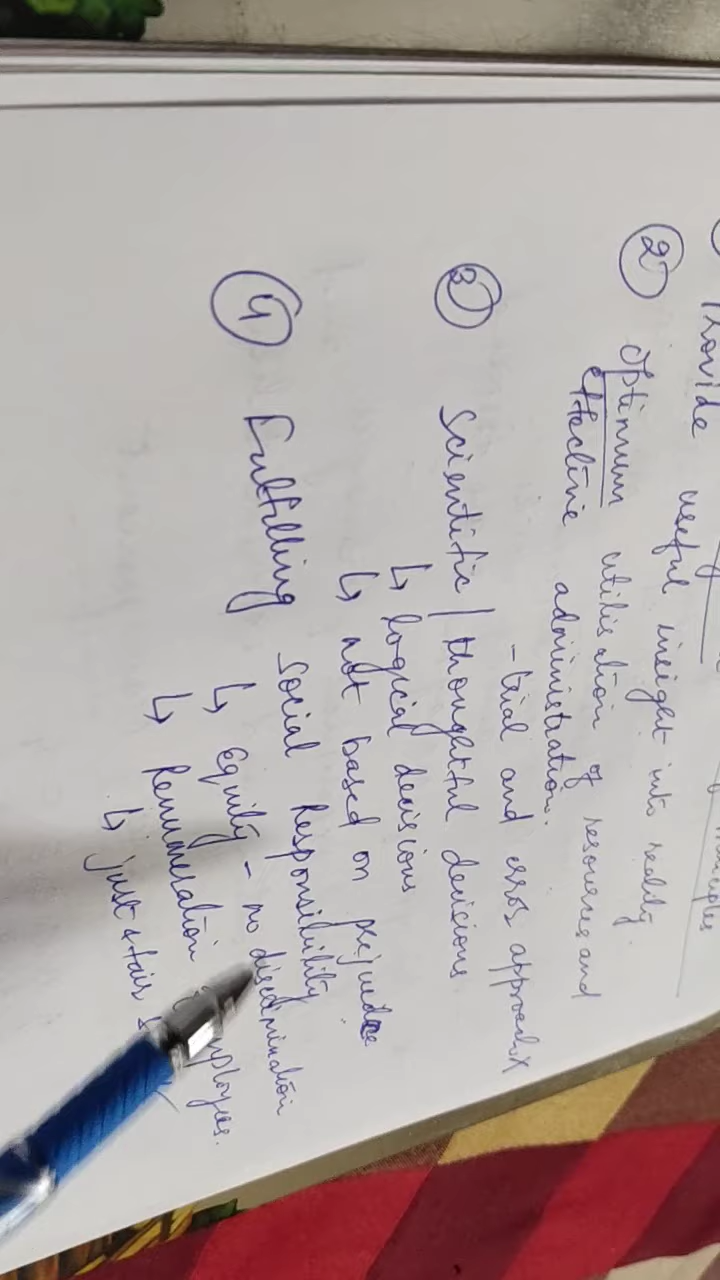 Provide useful insight into reality.
② Optimum utilisation of resources and
effective administration.
- trial and error approach X
③ Scientific / thoughtful decisions.
↳ logical decisions
↳ not based on prejudice
④ Fulfilling Social Responsibility
↳ Equity - no discrimination
↳ Remuneration employees.
↳ just & fair